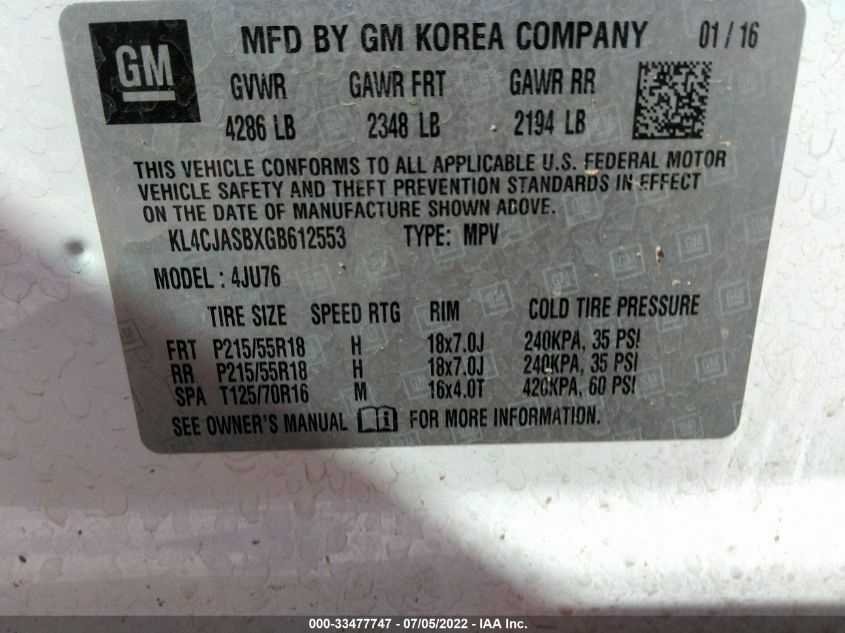 GM
MFD BY GM KOREA COMPANY 01/16
GVWR GAWR FRT GAWR RR
4286 LB 2348 LB 2194 LB
THIS VEHICLE CONFORMS TO ALL APPLICABLE U.S. FEDERAL MOTOR
VEHICLE SAFETY AND THEFT PREVENTION STANDARDS IN EFFECT
ON THE DATE OF MANUFACTURE SHOWN ABOVE.
KL4CJASBXGB612553 TYPE: MPV
MODEL: 4JU76
TIRE SIZE SPEED RTG RIM COLD TIRE PRESSURE
FRT P215/55R18 H 18x7.0J 240KPA, 35 PSI
RR P215/55R18 H 18x7.0J 240KPA, 35 PSI
SPA T125/70R16 M 16x4.0T 420KPA, 60 PSI
SEE OWNER'S MANUAL i FOR MORE INFORMATION.
000-33477747 - 07/05/2022 - IAA Inc.